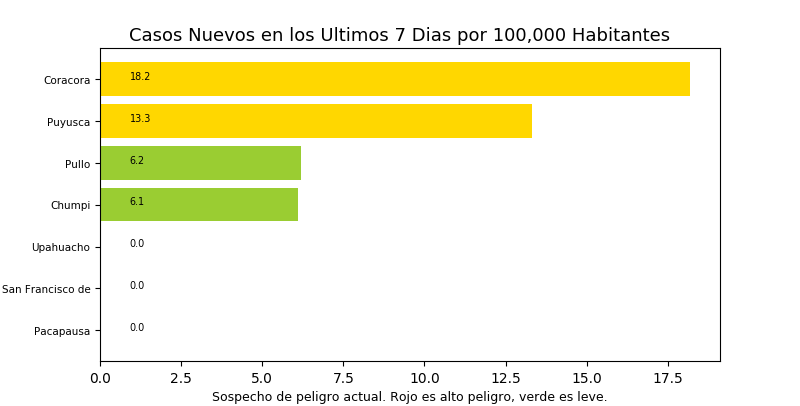 Casos Nuevos en los Ultimos 7 Dias por 100,000 Habitantes
Coracora 18.2
Puyusca 13.3
Pullo 6.2
Chumpi 6.1
Upahuacho 0.0
San Francisco de 0.0
Pacapausa 0.0
0.0 2.5 5.0 7.5 10.0 12.5 15.0 17.5
Sospecho de peligro actual. Rojo es alto peligro, verde es leve.